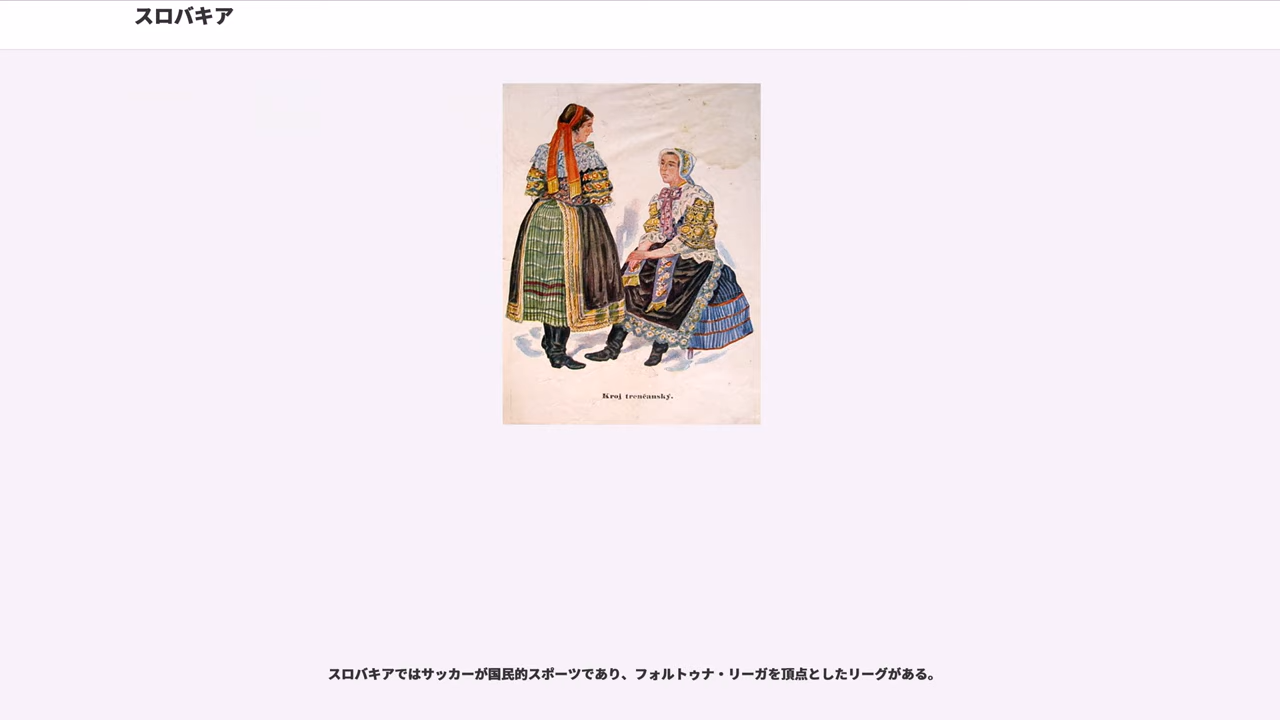 スロバキア
Kroj trenčanský.
スロバキアではサッカーが国民的スポーツであり、フォルトゥナ・リーガを頂点としたリーグがある。